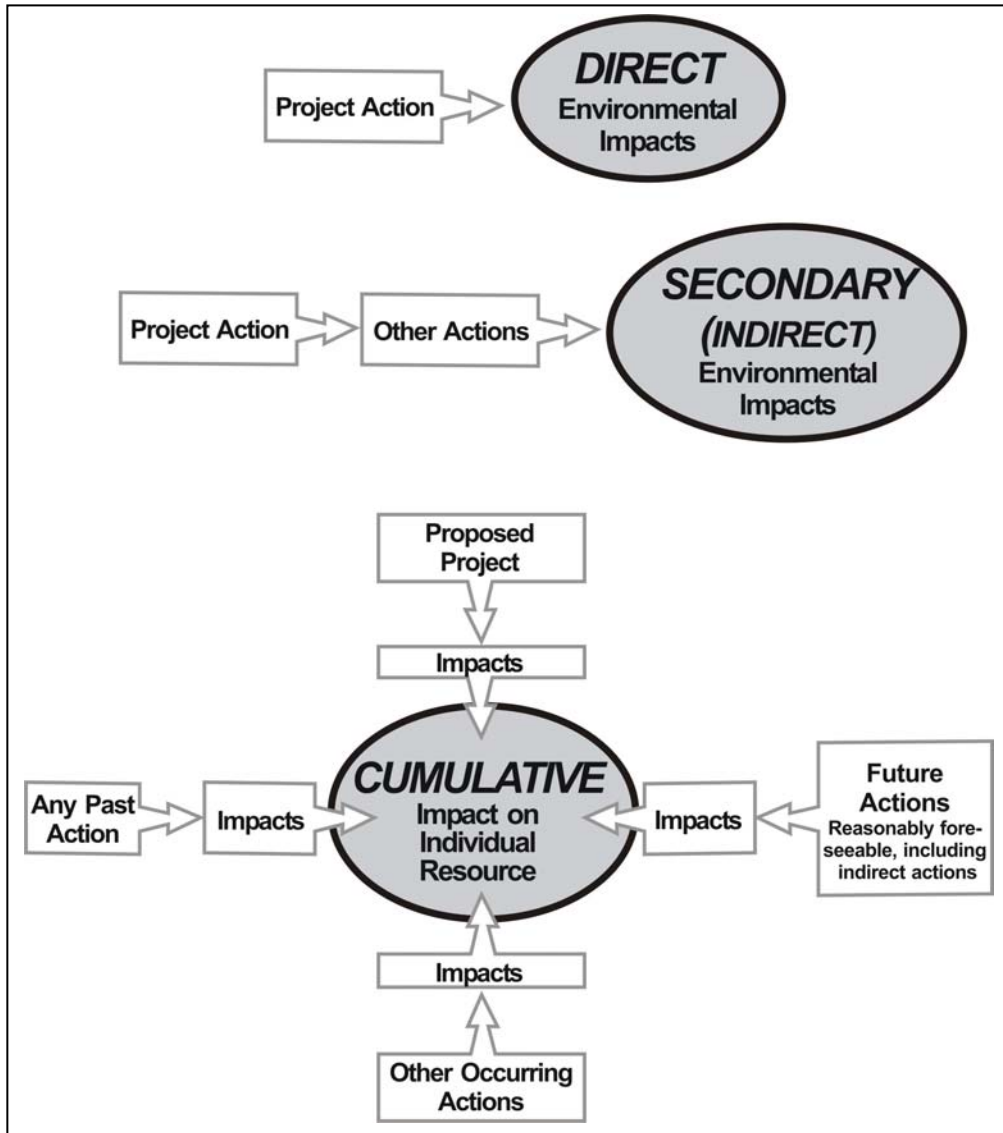 DIRECT
Environmental
Impacts
Project Action
SECONDARY
(INDIRECT)
Environmental
Impacts
Project Action
Other Actions
Proposed
Project
Impacts
CUMULATIVE
Impact on
Individual
Resource
Any Past
Action
Impacts
Impacts
Future
Actions
Reasonably fore-
seeable, including
indirect actions
Impacts
Other Occurring
Actions